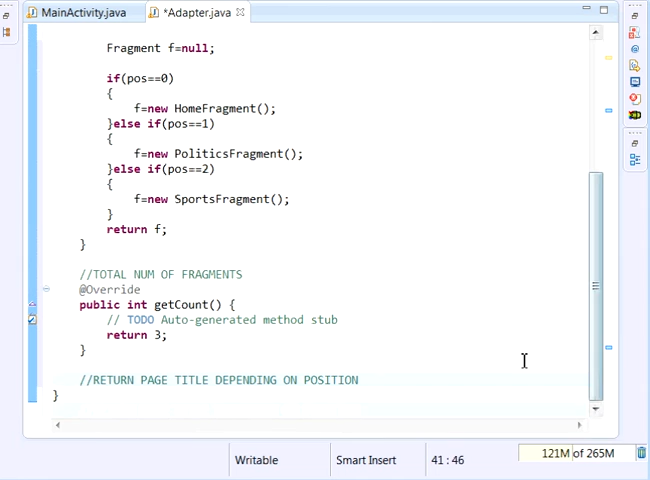 MainActivity.java
*Adapter.java
Fragment f=null;
if(pos==0)
{
f=new HomeFragment();
}else if(pos==1)
{
f=new PoliticsFragment();
}else if(pos==2)
{
f=new SportsFragment();
}
return f;
}
//TOTAL NUM OF FRAGMENTS
@Override
public int getCount() {
// TODO Auto-generated method stub
return 3;
}
//RETURN PAGE TITLE DEPENDING ON POSITION
}
Writable
Smart Insert
41 : 46
121M of 265M